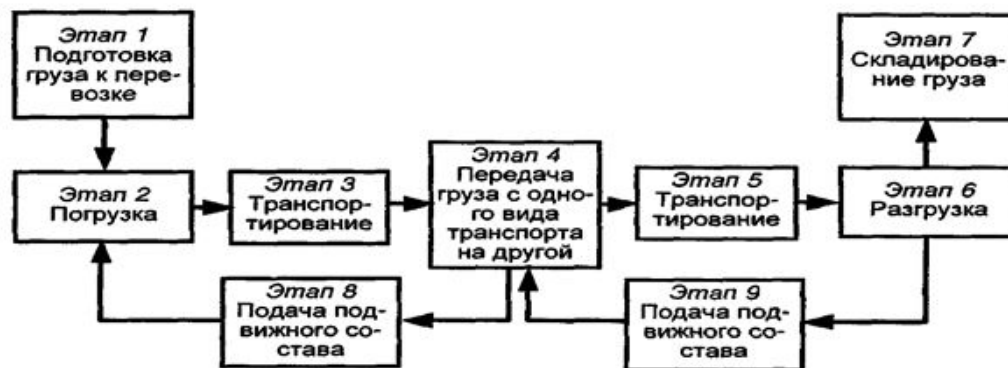 Этап 1
Подготовка
груза к пере-
возке
Этап 2
Погрузка
Этап 3
Транспор-
тирование
Этап 4
Передача
груза с одно-
го вида
транспорта
на другой
Этап 5
Транспор-
тирование
Этап 6
Разгрузка
Этап 7
Складирова-
ние груза
Этап 8
Подача под-
вижного со-
става
Этап 9
Подача под-
вижного со-
става